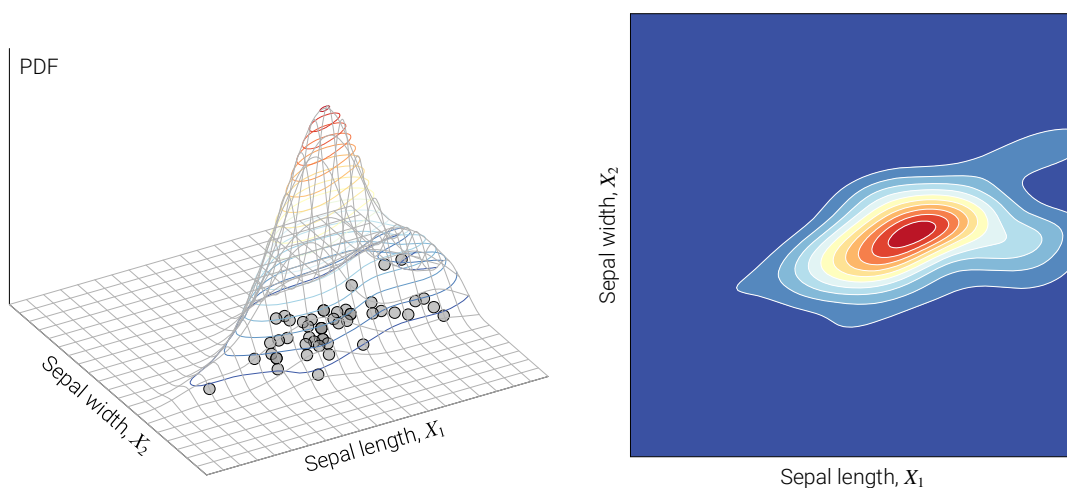 PDF
Sepal width, X2
Sepal length, X1
Sepal width, X2
Sepal length, X1